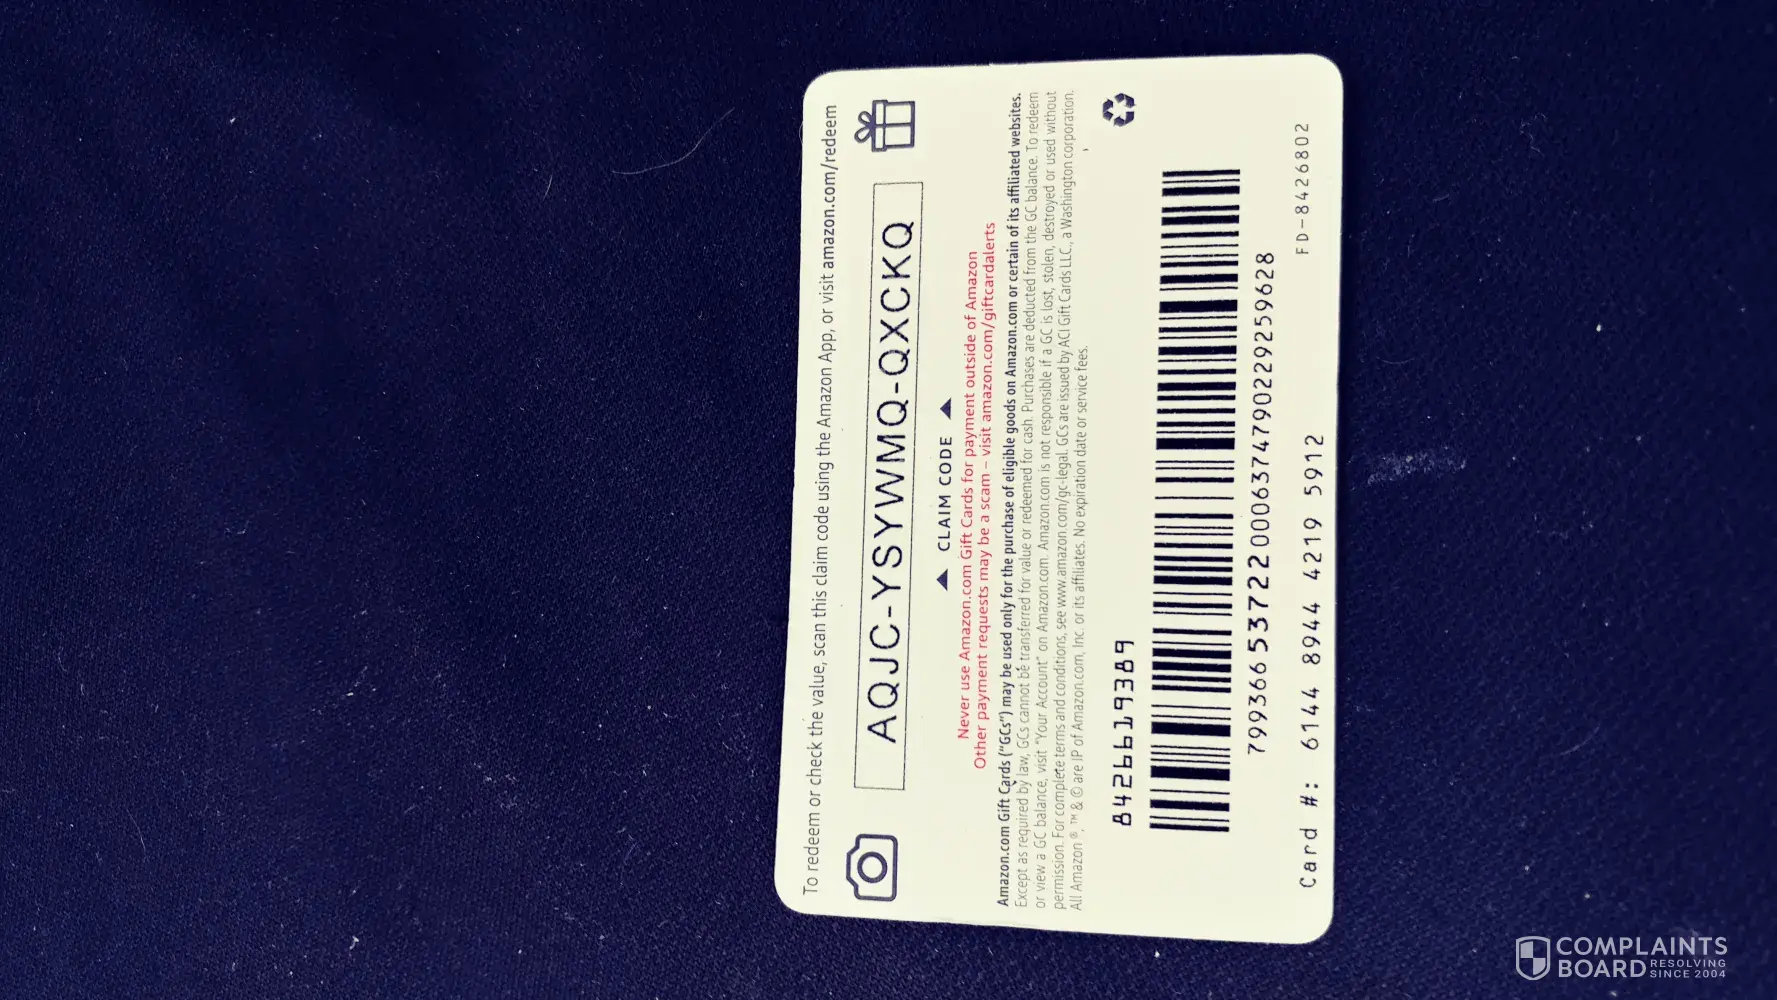 To redeem or check the value, scan this claim code using the Amazon App, or visit amazon.com/redeem
AQJC-YSYWMQ-QXCKQ
CLAIM CODE
Never use Amazon.com Gift Cards for payment outside of Amazon
Other payment requests may be a scam – visit amazon.com/giftcardalerts
Amazon.com Gift Cards ("GCs") may be used only for the purchase of eligible goods on Amazon.com or certain of its affiliated websites.
Except as required by law, GCs cannot be transferred for value or redeemed for cash. Purchases are deducted from the GC balance. To redeem
or view a GC balance, visit "Your Account" on Amazon.com. Amazon.com is not responsible if a GC is lost, stolen, destroyed or used without
permission. For complete terms and conditions, see www.amazon.com/gc-legal. GCs are issued by ACI Gift Cards LLC., a Washington corporation.
All Amazon ®, ™ & © are IP of Amazon.com, Inc. or its affiliates. No expiration date or service fees.
8426619389
799366537220006374790229259628
Card #: 6144 8944 4219 5912
FD-8426802
COMPLAINTS
BOARD RESOLVING
SINCE 2004